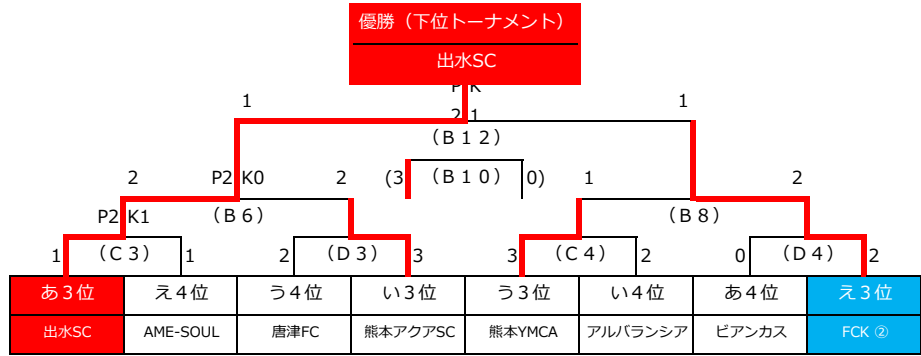 優勝（下位トーナメント）
出水SC
PK
1 2 1 1
（B12）
2 P2 K0 2 (3 （B10） 0) 1 2
P2 K1 （B6） （B8）
1 （C3） 1 2 （D3） 3 3 （C4） 2 0 （D4） 2
あ３位 え４位 う４位 い３位 う３位 い４位 あ４位 え３位
出水SC AME-SOUL 唐津FC 熊本アクアSC 熊本YMCA アルバランシア ビアンカス FCK ②